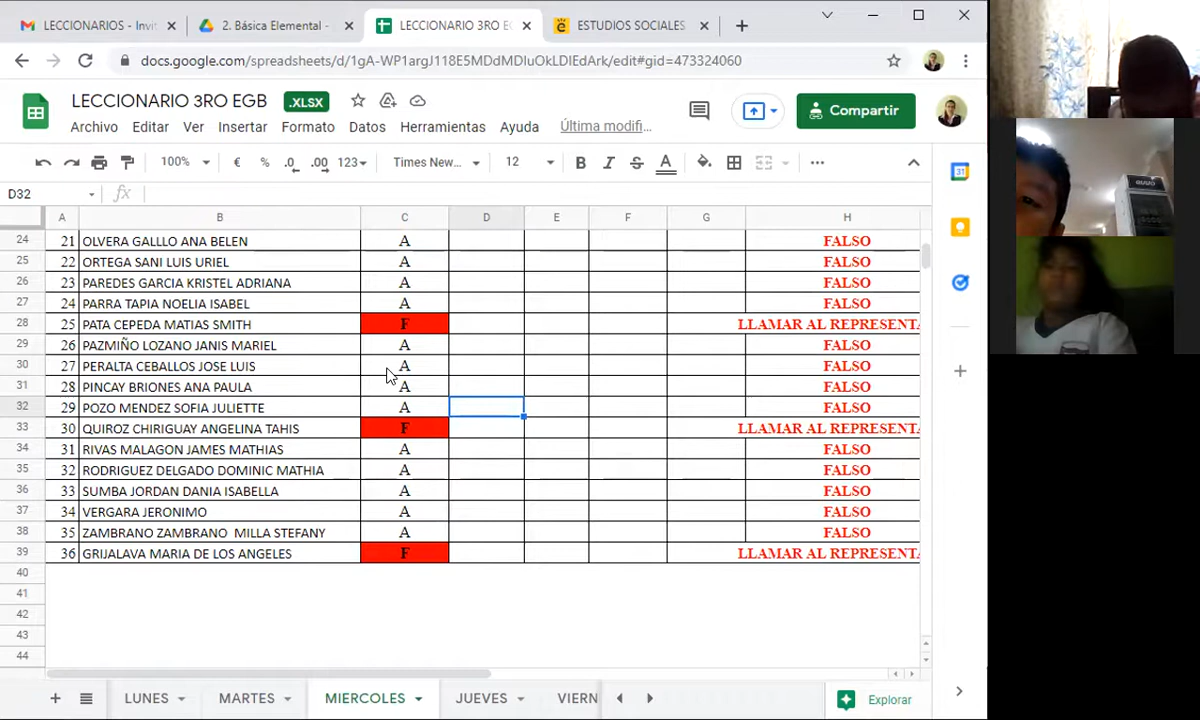 LECCIONARIOS - Invit
2. Básica Elemental -
LECCIONARIO 3RO EGB
ESTUDIOS SOCIALES
docs.google.com/spreadsheets/d/1gA-WP1argJ118E5MDdMDIuOkLDIEdArk/edit#gid=473324060
LECCIONARIO 3RO EGB .XLSX
Compartir
Archivo Editar Ver Insertar Formato Datos Herramientas Ayuda Última modifi...
100% € % .0 .00 123 Times New... 12 B I S A
D32 fx
A B C D E F G H
24 21 OLVERA GALLLO ANA BELEN A FALSO
25 22 ORTEGA SANI LUIS URIEL A FALSO
26 23 PAREDES GARCIA KRISTEL ADRIANA A FALSO
27 24 PARRA TAPIA NOELIA ISABEL A FALSO
28 25 PATA CEPEDA MATIAS SMITH F LLAMAR AL REPRESENTA
29 26 PAZMIÑO LOZANO JANIS MARIEL A FALSO
30 27 PERALTA CEBALLOS JOSE LUIS A FALSO
31 28 PINCAY BRIONES ANA PAULA A FALSO
32 29 POZO MENDEZ SOFIA JULIETTE A FALSO
33 30 QUIROZ CHIRIGUAY ANGELINA TAHIS F LLAMAR AL REPRESENTA
34 31 RIVAS MALAGON JAMES MATHIAS A FALSO
35 32 RODRIGUEZ DELGADO DOMINIC MATHIA A FALSO
36 33 SUMBA JORDAN DANIA ISABELLA A FALSO
37 34 VERGARA JERONIMO A FALSO
38 35 ZAMBRANO ZAMBRANO  MILLA STEFANY A FALSO
39 36 GRIJALAVA MARIA DE LOS ANGELES F LLAMAR AL REPRESENTA
40
41
42
43
44
LUNES MARTES MIERCOLES JUEVES VIERN Explorar
31